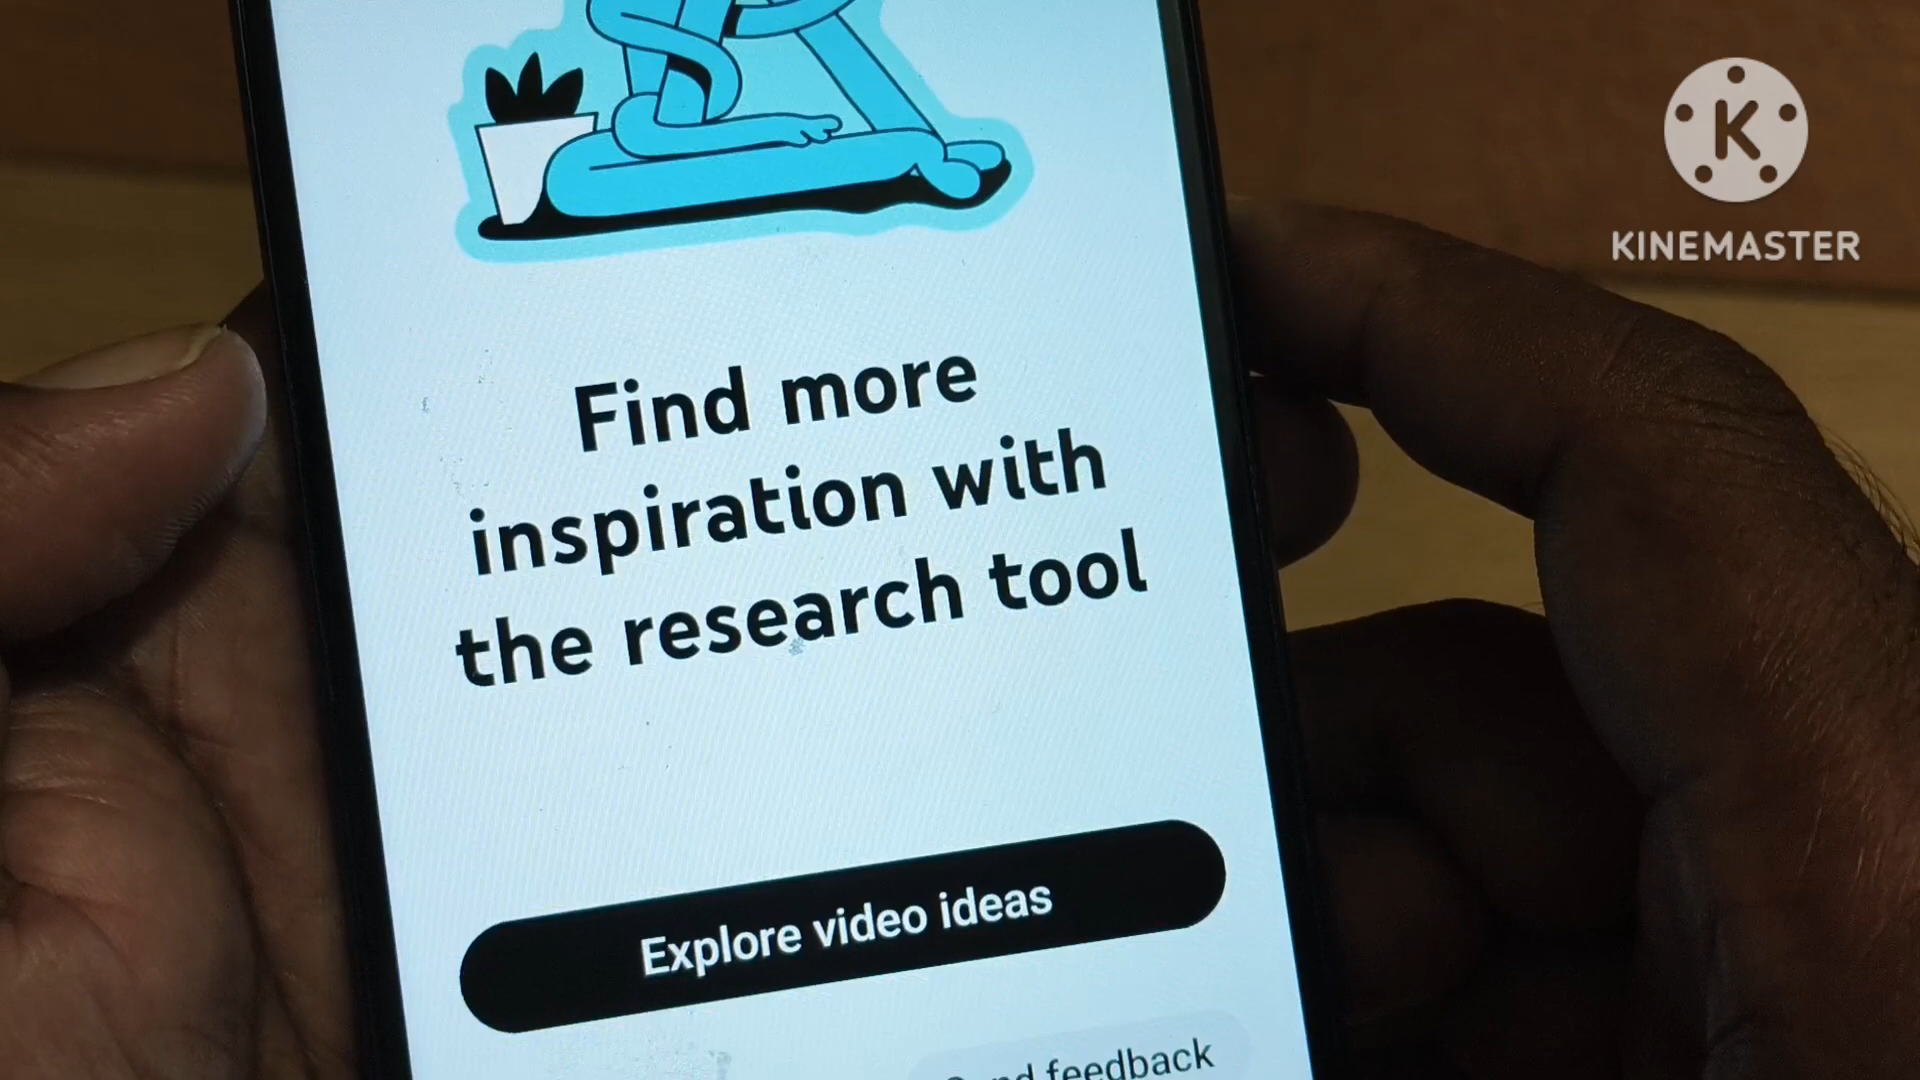 K
KINEMASTER
Find more
inspiration with
the research tool
Explore video ideas
feedback